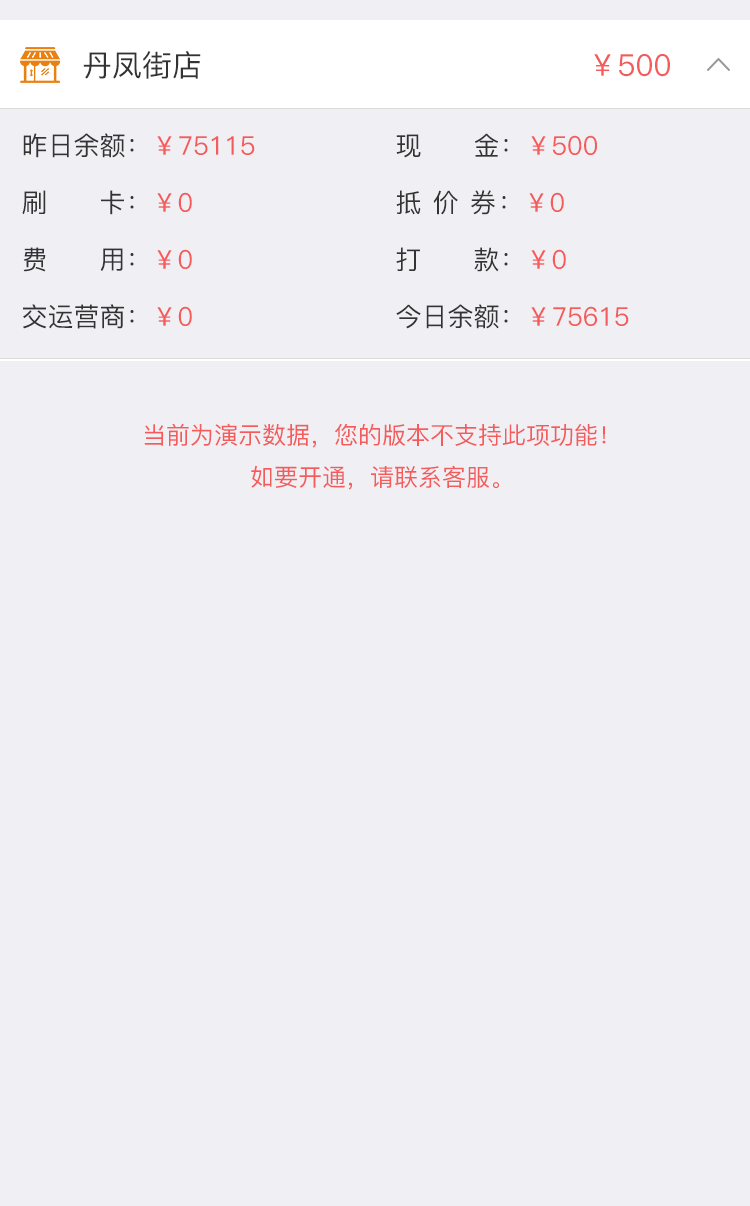 丹凤街店 ¥500
昨日余额：¥75115 现金：¥500
刷卡：¥0 抵价券：¥0
费用：¥0 打款：¥0
交运营商：¥0 今日余额：¥75615
当前为演示数据，您的版本不支持此项功能！
如要开通，请联系客服。